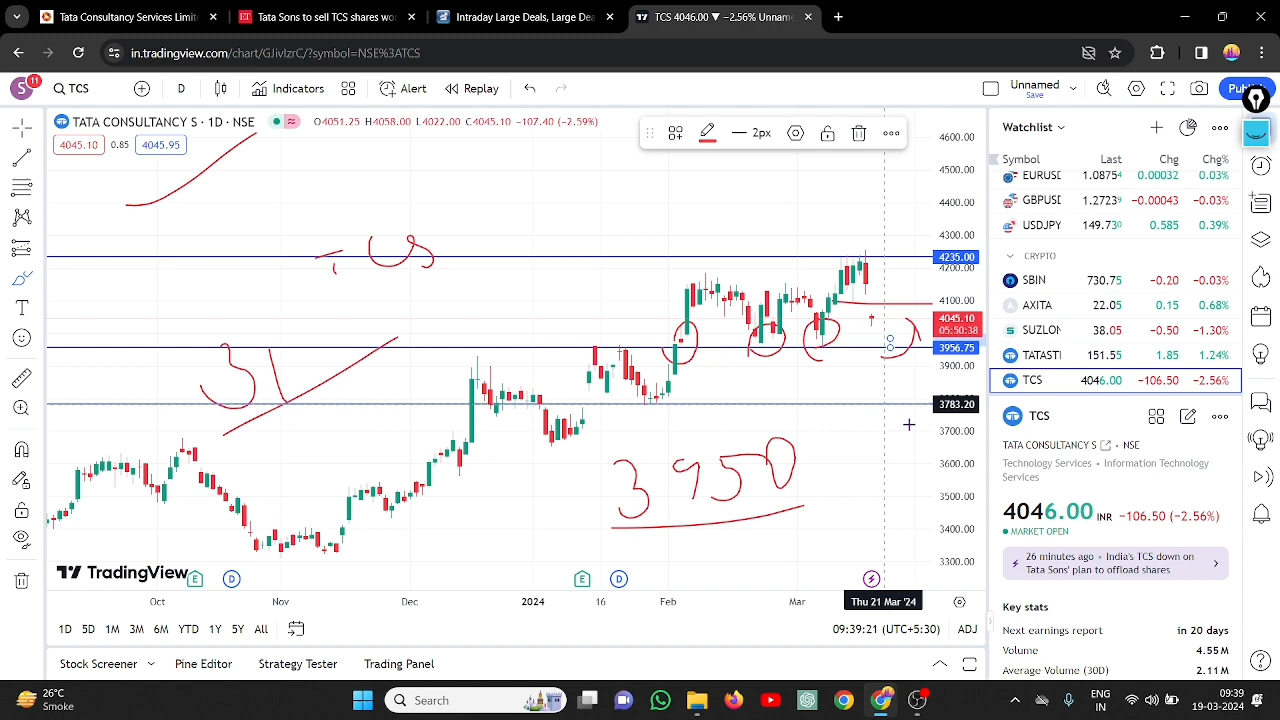 Tata Consultancy Services Limite
Tata Sons to sell TCS shares wo
Intraday Large Deals, Large De
TCS 4046.00 ▼ −2.56% Unnam
in.tradingview.com/chart/GJivIzrC/?symbol=NSE%3ATCS
S 11 TCS D Indicators Alert Replay Unnamed Save Publ
TATA CONSULTANCY S · 1D · NSE O4051.25 H4058.00 L4022.00 C4045.10 −107.40 (−2.59%)
4045.10 0.85 4045.95
2px
4600.00
4500.00
4400.00
4300.00
4235.00
4200.00
4100.00
4045.10
05:50:38
3956.75
3900.00
3783.20
3700.00
3600.00
3500.00
3400.00
3300.00
3950
TradingView
E D E D
Oct Nov Dec 2024 16 Feb Mar Thu 21 Mar '24
1D 5D 1M 3M 6M YTD 1Y 5Y All 09:39:21 (UTC+5:30) ADJ
Stock Screener Pine Editor Strategy Tester Trading Panel
Watchlist
Symbol Last Chg Chg%
EURUSD 1.08754 0.00032 0.03%
GBPUSD 1.27239 −0.00043 −0.03%
USDJPY 149.730 0.585 0.39%
CRYPTO
SBIN 730.75 −0.20 −0.03%
AXITA 22.05 0.15 0.68%
SUZLON 38.05 −0.50 −1.30%
TATASTI 151.55 1.85 1.24%
TCS 4046.00 −106.50 −2.56%
TCS
TATA CONSULTANCY S • NSE
Technology Services • Information Technology
Services
4046.00 INR −106.50 (−2.56%)
MARKET OPEN
26 minutes ago • India's TCS down on
Tata Sons' plan to offload shares
Key stats
Next earnings report in 20 days
Volume 4.55 M
Average Volume (30D) 2.11 M
26°C
Smoke
Search
ENG
IN
09:39
19-03-2024